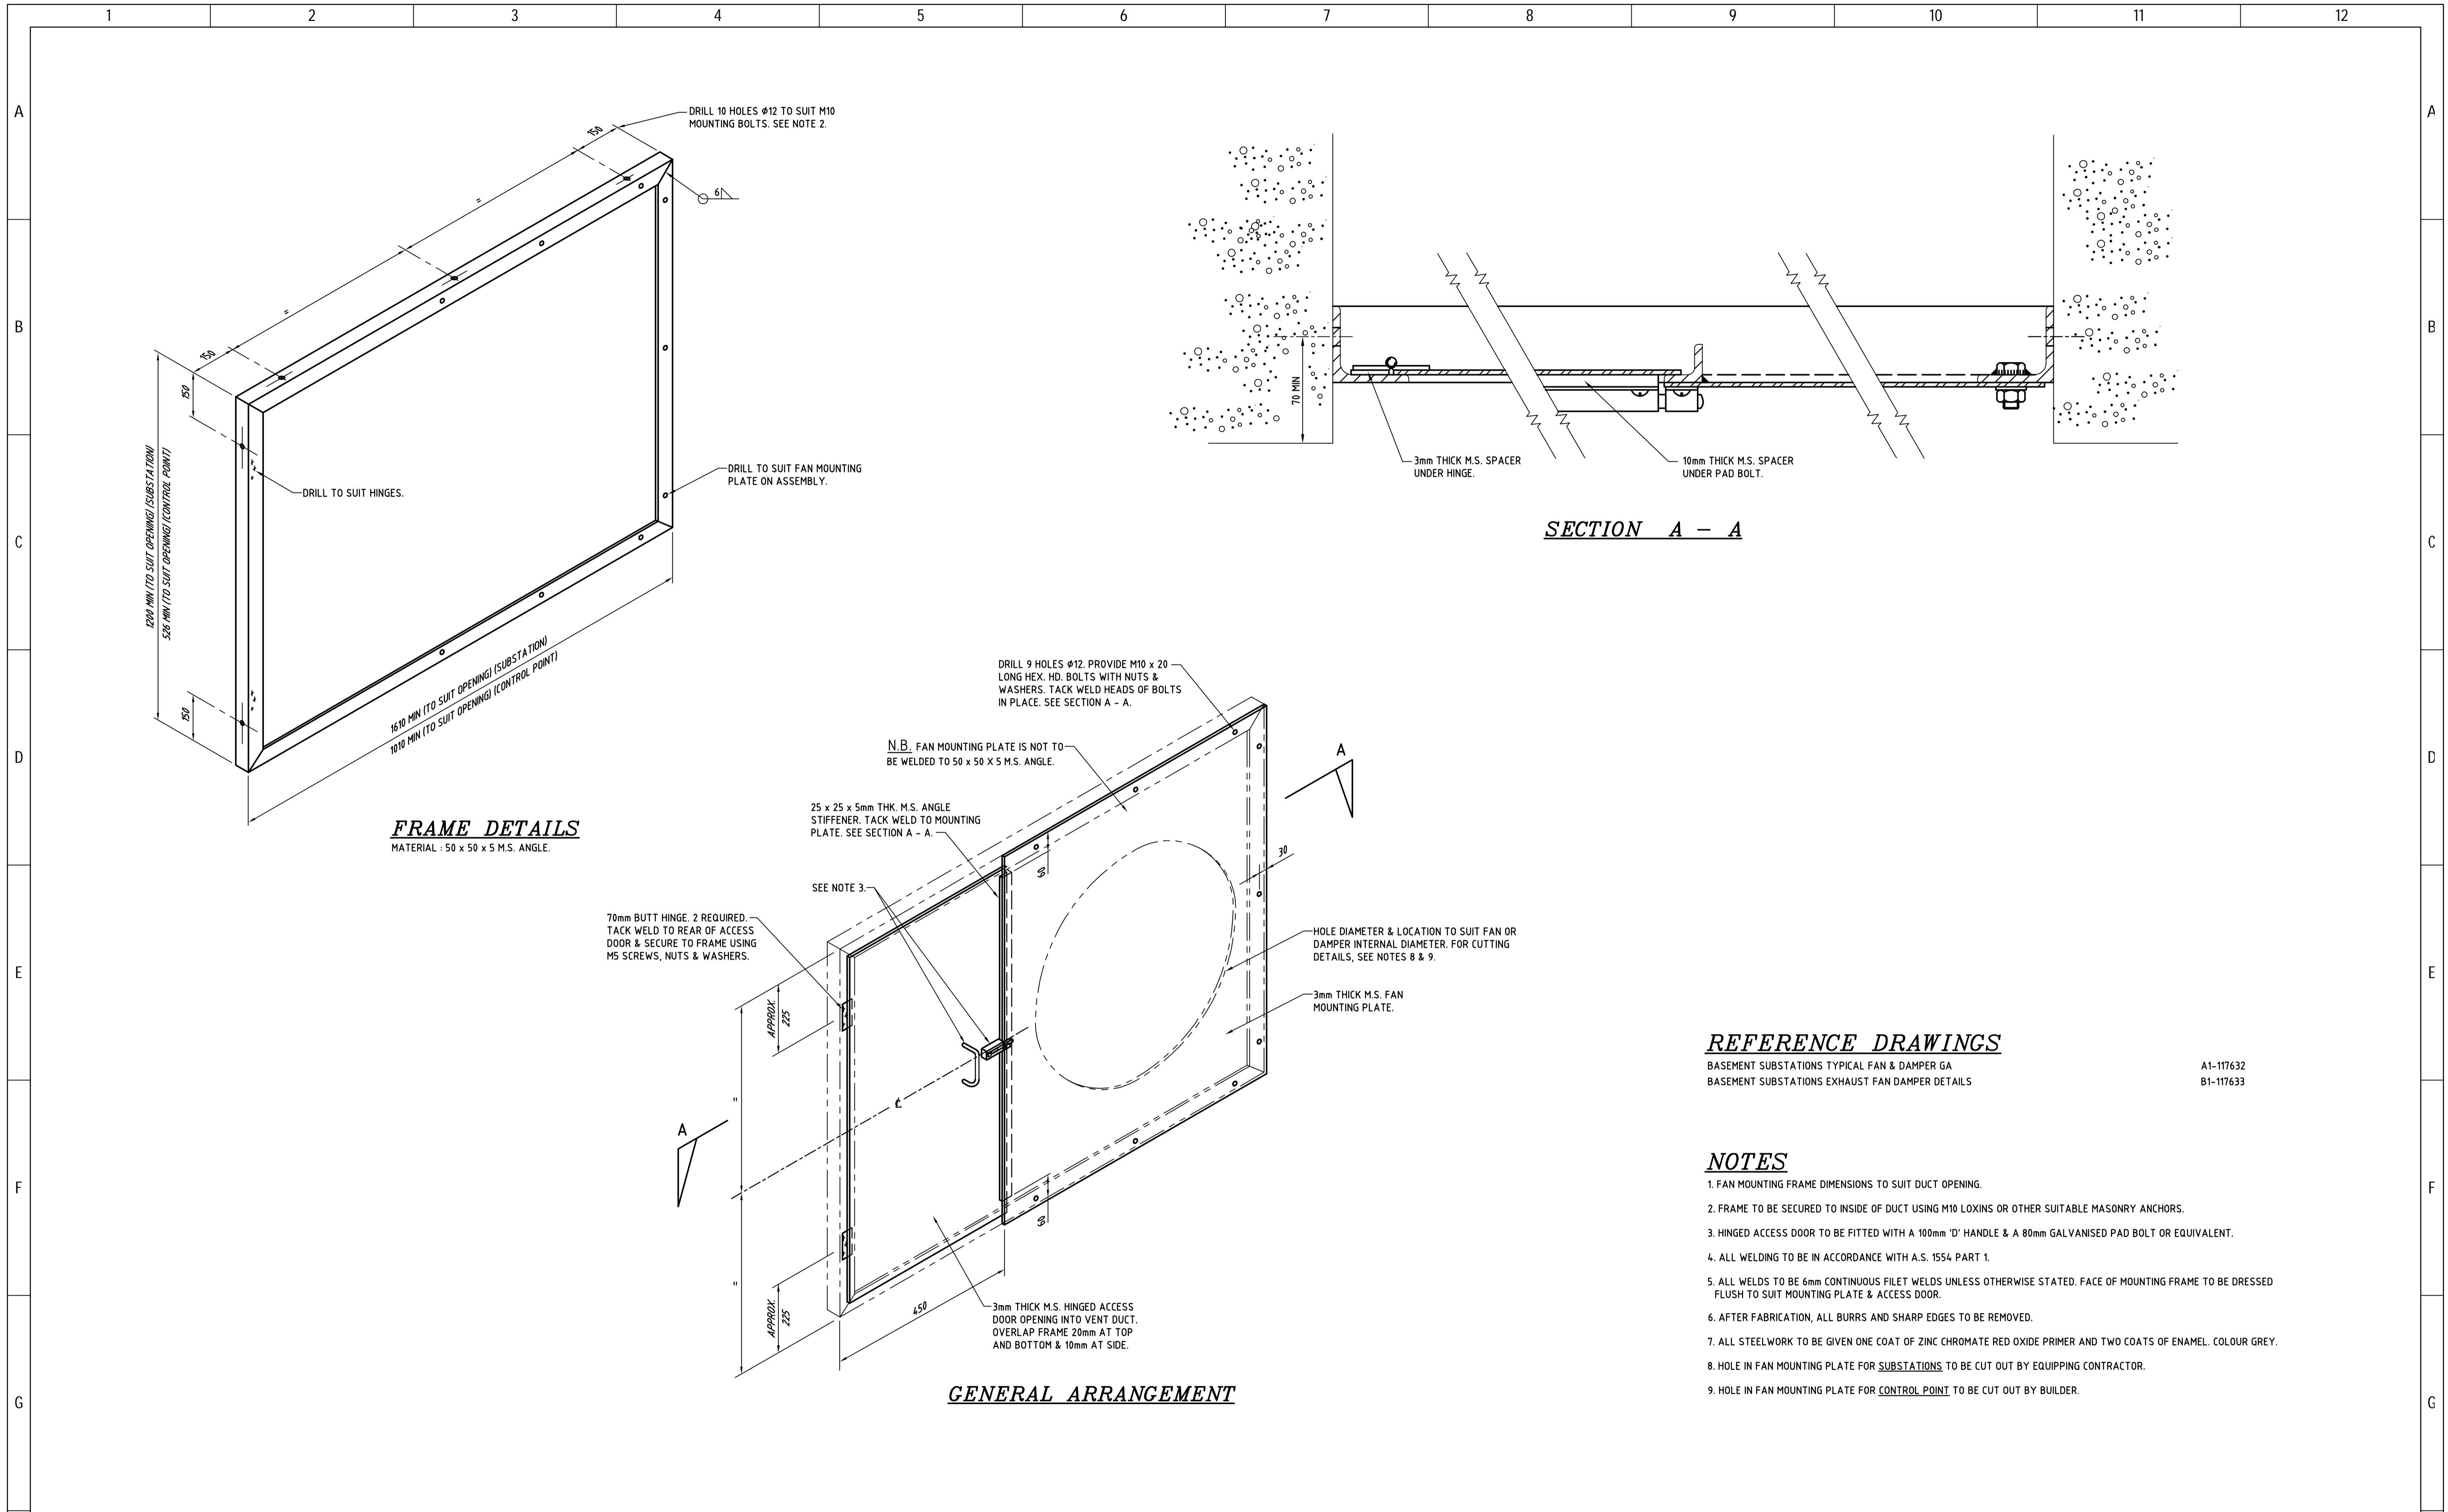 1 2 3 4 5 6 7 8 9 10 11 12
A
B
C
D
E
F
G
A
B
C
D
E
F
G
DRILL 10 HOLES ø12 TO SUIT M10
MOUNTING BOLTS. SEE NOTE 2.
150
=
=
150
6
150
1200 MIN (TO SUIT OPENING) (SUBSTATION)
526 MIN (TO SUIT OPENING) (CONTROL POINT)
150
DRILL TO SUIT HINGES.
DRILL TO SUIT FAN MOUNTING
PLATE ON ASSEMBLY.
1610 MIN (TO SUIT OPENING) (SUBSTATION)
1010 MIN (TO SUIT OPENING) (CONTROL POINT)
FRAME DETAILS
MATERIAL : 50 x 50 x 5 M.S. ANGLE.
70 MIN
3mm THICK M.S. SPACER
UNDER HINGE.
10mm THICK M.S. SPACER
UNDER PAD BOLT.
SECTION A - A
DRILL 9 HOLES ø12. PROVIDE M10 x 20
LONG HEX. HD. BOLTS WITH NUTS &
WASHERS. TACK WELD HEADS OF BOLTS
IN PLACE. SEE SECTION A - A.
N.B. FAN MOUNTING PLATE IS NOT TO
BE WELDED TO 50 x 50 X 5 M.S. ANGLE.
25 x 25 x 5mm THK. M.S. ANGLE
STIFFENER. TACK WELD TO MOUNTING
PLATE. SEE SECTION A - A.
SEE NOTE 3.
70mm BUTT HINGE. 2 REQUIRED.
TACK WELD TO REAR OF ACCESS
DOOR & SECURE TO FRAME USING
M5 SCREWS, NUTS & WASHERS.
A
30
HOLE DIAMETER & LOCATION TO SUIT FAN OR
DAMPER INTERNAL DIAMETER. FOR CUTTING
DETAILS, SEE NOTES 8 & 9.
3mm THICK M.S. FAN
MOUNTING PLATE.
APPROX.
225
=
℄
A
=
APPROX.
225
450
3mm THICK M.S. HINGED ACCESS
DOOR OPENING INTO VENT DUCT.
OVERLAP FRAME 20mm AT TOP
AND BOTTOM & 10mm AT SIDE.
GENERAL ARRANGEMENT
REFERENCE DRAWINGS
BASEMENT SUBSTATIONS TYPICAL FAN & DAMPER GA A1-117632
BASEMENT SUBSTATIONS EXHAUST FAN DAMPER DETAILS B1-117633
NOTES
1. FAN MOUNTING FRAME DIMENSIONS TO SUIT DUCT OPENING.
2. FRAME TO BE SECURED TO INSIDE OF DUCT USING M10 LOXINS OR OTHER SUITABLE MASONRY ANCHORS.
3. HINGED ACCESS DOOR TO BE FITTED WITH A 100mm 'D' HANDLE & A 80mm GALVANISED PAD BOLT OR EQUIVALENT.
4. ALL WELDING TO BE IN ACCORDANCE WITH A.S. 1554 PART 1.
5. ALL WELDS TO BE 6mm CONTINUOUS FILET WELDS UNLESS OTHERWISE STATED. FACE OF MOUNTING FRAME TO BE DRESSED
FLUSH TO SUIT MOUNTING PLATE & ACCESS DOOR.
6. AFTER FABRICATION, ALL BURRS AND SHARP EDGES TO BE REMOVED.
7. ALL STEELWORK TO BE GIVEN ONE COAT OF ZINC CHROMATE RED OXIDE PRIMER AND TWO COATS OF ENAMEL. COLOUR GREY.
8. HOLE IN FAN MOUNTING PLATE FOR SUBSTATIONS TO BE CUT OUT BY EQUIPPING CONTRACTOR.
9. HOLE IN FAN MOUNTING PLATE FOR CONTROL POINT TO BE CUT OUT BY BUILDER.